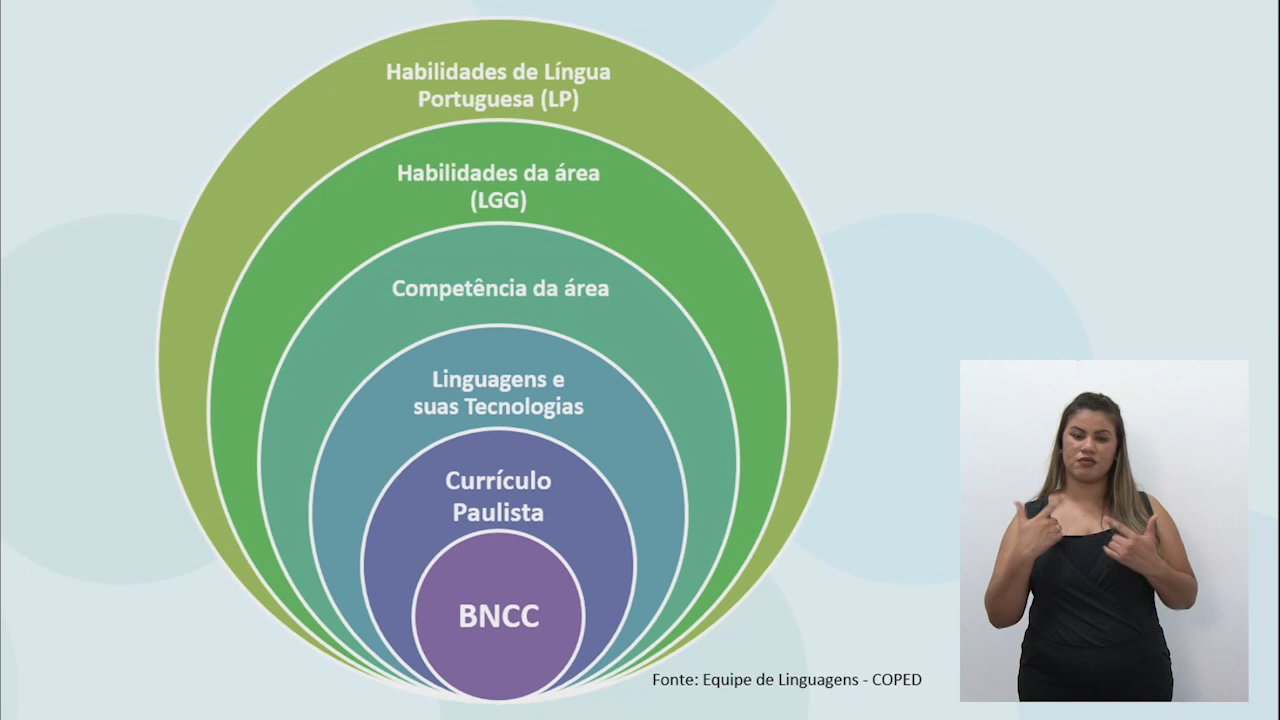 Habilidades de Língua
Portuguesa (LP)
Habilidades da área
(LGG)
Competência da área
Linguagens e
suas Tecnologias
Currículo
Paulista
BNCC
Fonte: Equipe de Linguagens - COPED